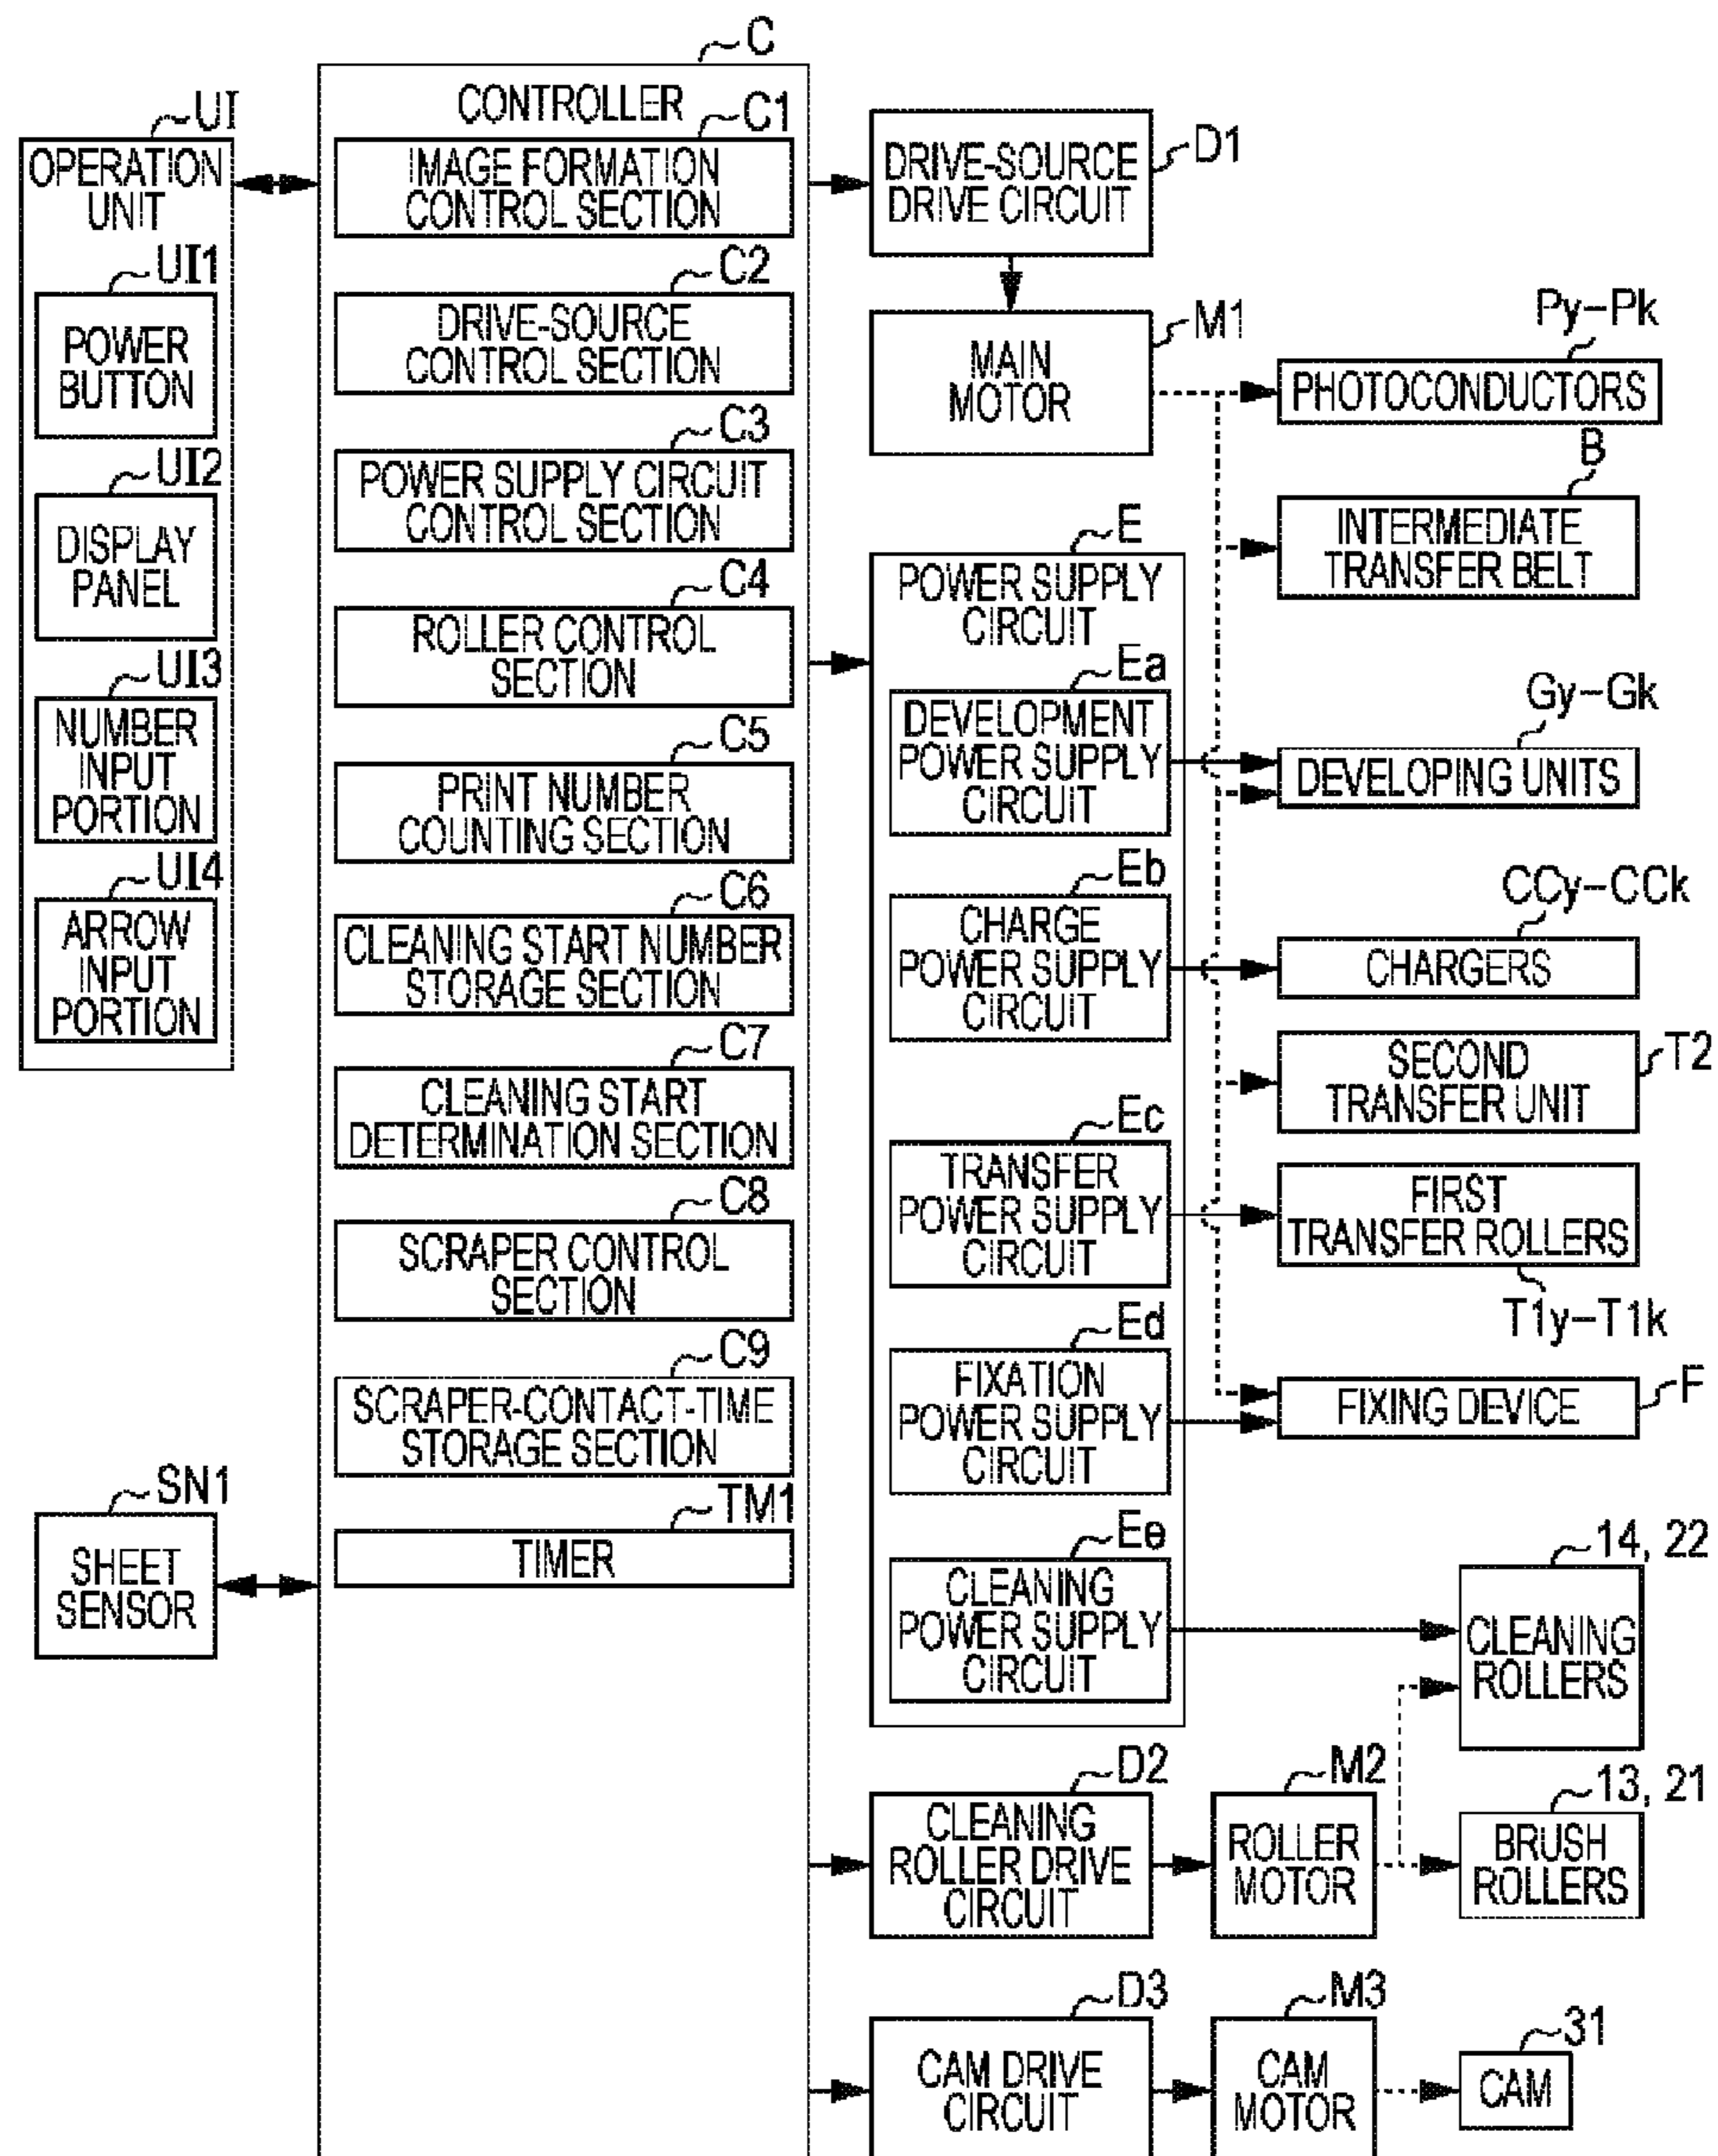 C
CONTROLLER
UI
OPERATION
UNIT
UI1
POWER
BUTTON
UI2
DISPLAY
PANEL
UI3
NUMBER
INPUT
PORTION
UI4
ARROW
INPUT
PORTION
SN1
SHEET
SENSOR
C1
IMAGE FORMATION
CONTROL SECTION
C2
DRIVE-SOURCE
CONTROL SECTION
C3
POWER SUPPLY CIRCUIT
CONTROL SECTION
C4
ROLLER CONTROL
SECTION
C5
PRINT NUMBER
COUNTING SECTION
C6
CLEANING START NUMBER
STORAGE SECTION
C7
CLEANING START
DETERMINATION SECTION
C8
SCRAPER CONTROL
SECTION
C9
SCRAPER-CONTACT-TIME
STORAGE SECTION
TM1
TIMER
D1
DRIVE-SOURCE
DRIVE CIRCUIT
M1
MAIN
MOTOR
E
POWER SUPPLY
CIRCUIT
Ea
DEVELOPMENT
POWER SUPPLY
CIRCUIT
Eb
CHARGE
POWER SUPPLY
CIRCUIT
Ec
TRANSFER
POWER SUPPLY
CIRCUIT
Ed
FIXATION
POWER SUPPLY
CIRCUIT
Ee
CLEANING
POWER SUPPLY
CIRCUIT
Py-Pk
PHOTOCONDUCTORS
B
INTERMEDIATE
TRANSFER BELT
Gy-Gk
DEVELOPING UNITS
CCy-CCk
CHARGERS
T2
SECOND
TRANSFER UNIT
FIRST
TRANSFER ROLLERS
T1y-T1k
F
FIXING DEVICE
14, 22
CLEANING
ROLLERS
13, 21
BRUSH
ROLLERS
D2
CLEANING
ROLLER DRIVE
CIRCUIT
M2
ROLLER
MOTOR
D3
CAM DRIVE
CIRCUIT
M3
CAM
MOTOR
31
CAM